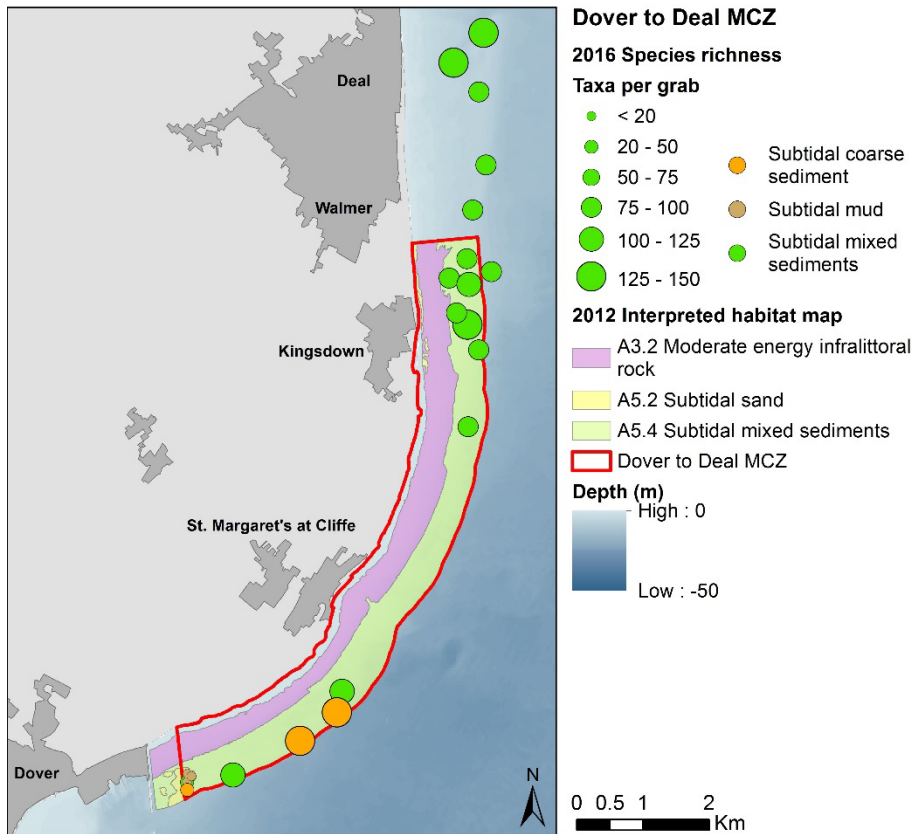 Deal
Walmer
Kingsdown
St. Margaret's at Cliffe
Dover
N
0 0.5 1 2
Km
Dover to Deal MCZ
2016 Species richness
Taxa per grab
< 20
20 - 50
50 - 75
75 - 100
100 - 125
125 - 150
Subtidal coarse
sediment
Subtidal mud
Subtidal mixed
sediments
2012 Interpreted habitat map
A3.2 Moderate energy infralittoral
rock
A5.2 Subtidal sand
A5.4 Subtidal mixed sediments
Dover to Deal MCZ
Depth (m)
High : 0
Low : -50